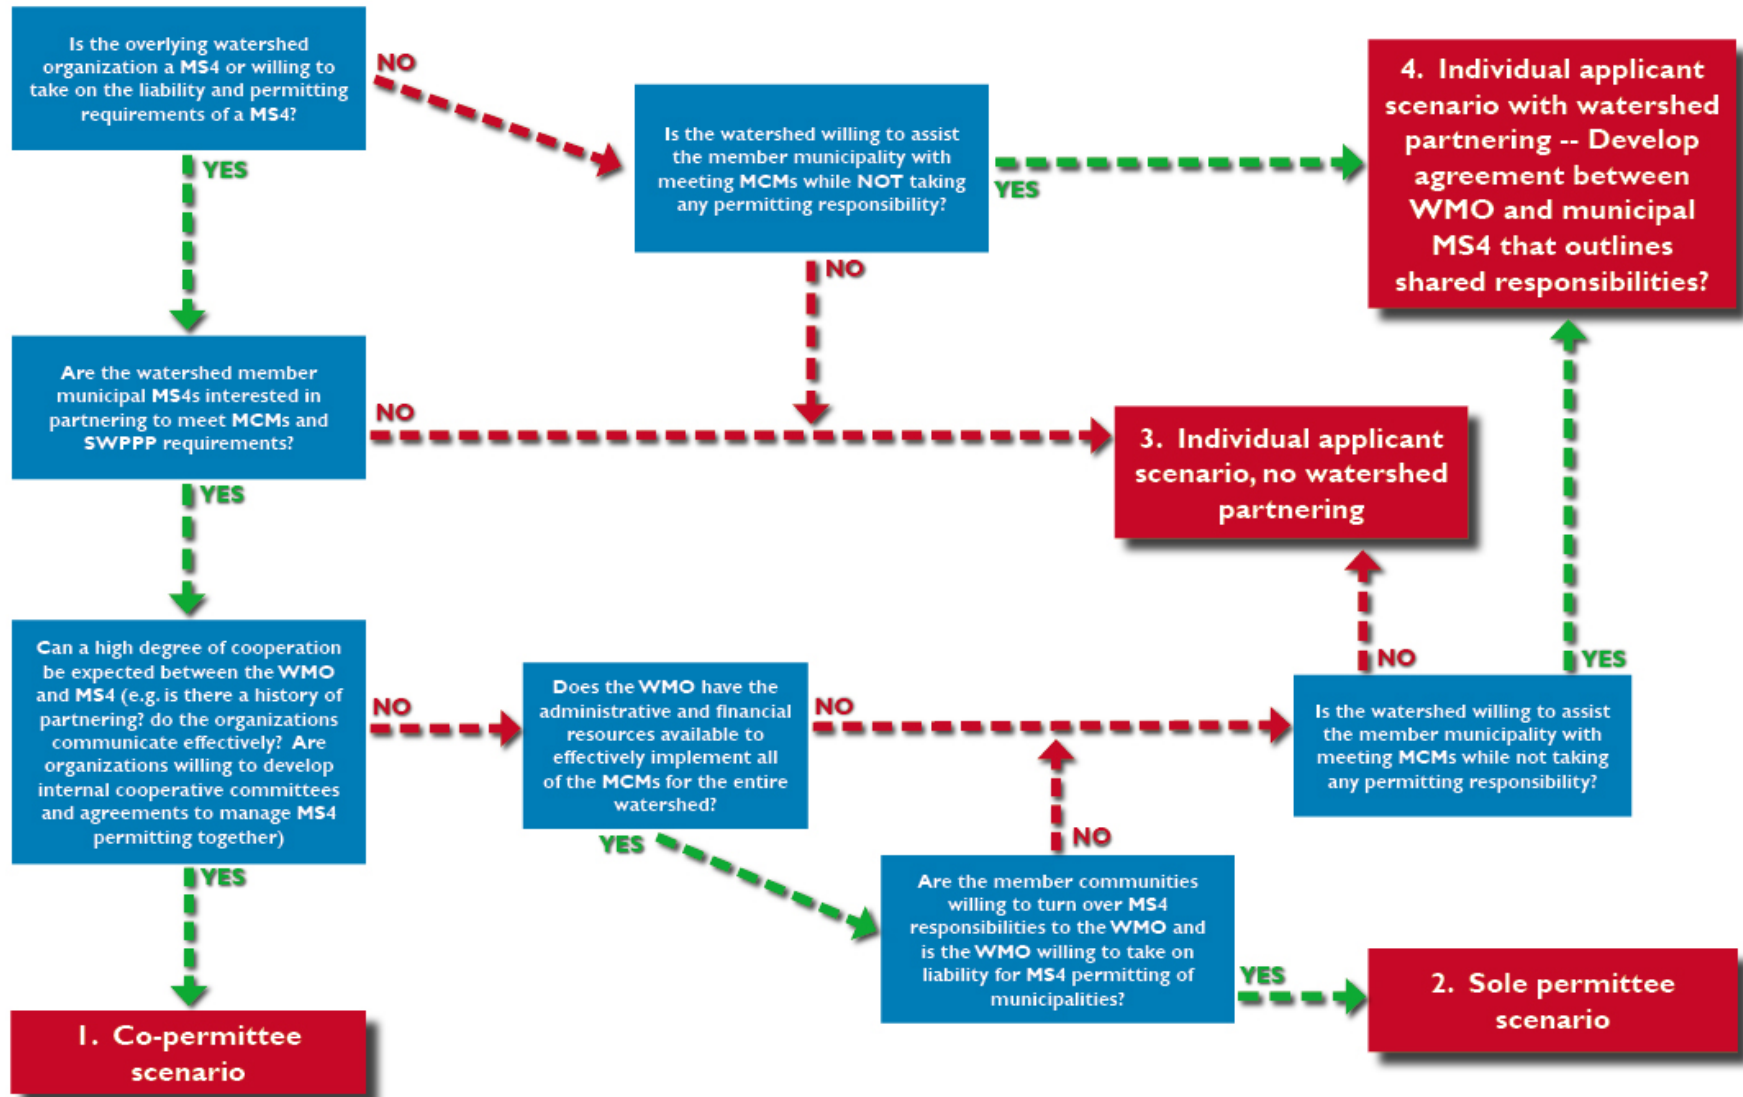 Is the overlying watershed
organization a MS4 or willing to
take on the liability and permitting
requirements of a MS4?
NO
YES
Is the watershed willing to assist
the member municipality with
meeting MCMs while NOT taking
any permitting responsibility?
YES
NO
4. Individual applicant
scenario with watershed
partnering -- Develop
agreement between
WMO and municipal
MS4 that outlines
shared responsibilities?
Are the watershed member
municipal MS4s interested in
partnering to meet MCMs and
SWPPP requirements?
NO
YES
3. Individual applicant
scenario, no watershed
partnering
Can a high degree of cooperation
be expected between the WMO
and MS4 (e.g. is there a history of
partnering? do the organizations
communicate effectively? Are
organizations willing to develop
internal cooperative committees
and agreements to manage MS4
permitting together)
NO
YES
Does the WMO have the
administrative and financial
resources available to
effectively implement all
of the MCMs for the entire
watershed?
NO
YES
Is the watershed willing to assist
the member municipality with
meeting MCMs while not taking
any permitting responsibility?
NO
YES
Are the member communities
willing to turn over MS4
responsibilities to the WMO and
is the WMO willing to take on
liability for MS4 permitting of
municipalities?
NO
YES
1. Co-permittee
scenario
2. Sole permittee
scenario